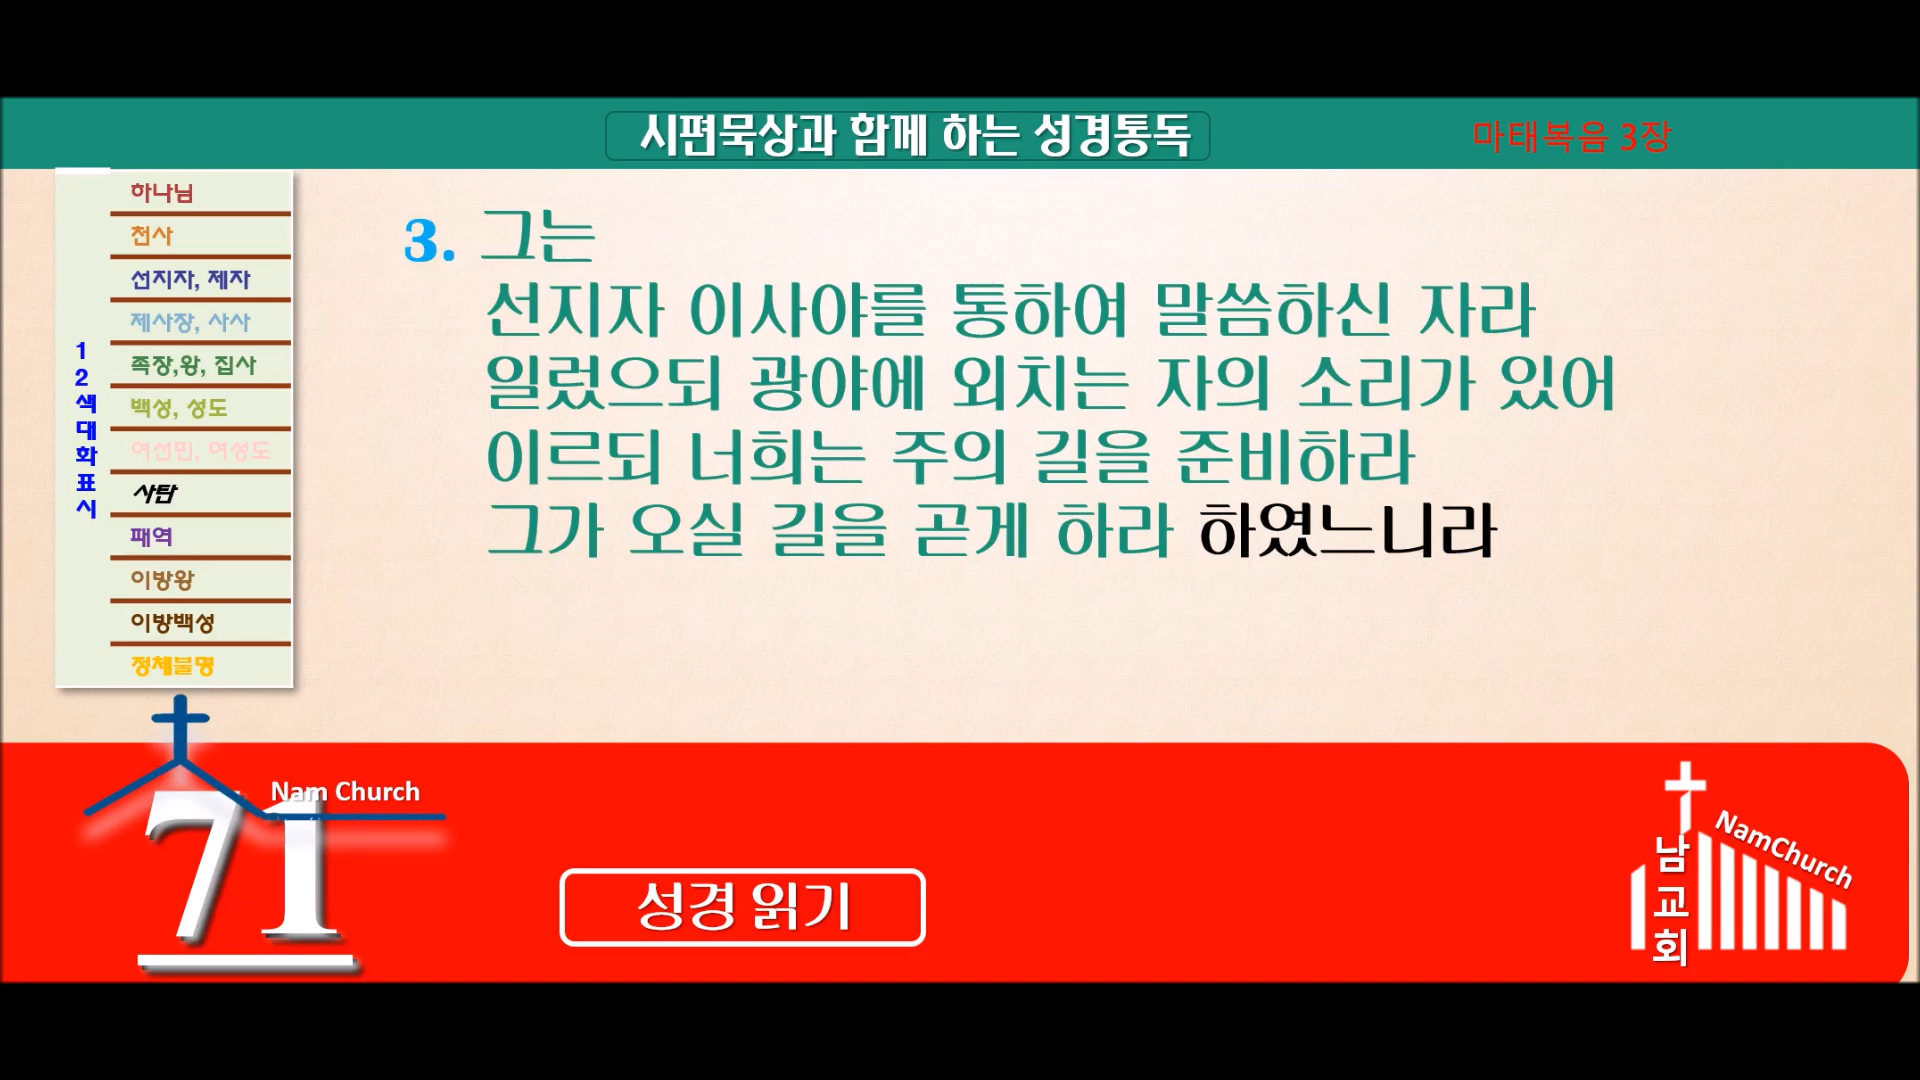 시편묵상과 함께 하는 성경통독
마태복음 3장
12색대화표시
하나님
천사
선지자, 제자
제사장, 사사
족장,왕, 집사
백성, 성도
여선민, 여성도
사탄
패역
이방왕
이방백성
정체불명
3. 그는
선지자 이사야를 통하여 말씀하신 자라
일렀으되 광야에 외치는 자의 소리가 있어
이르되 너희는 주의 길을 준비하라
그가 오실 길을 곧게 하라 하였느니라
Nam Church
71
성경 읽기
NamChurch
남교회